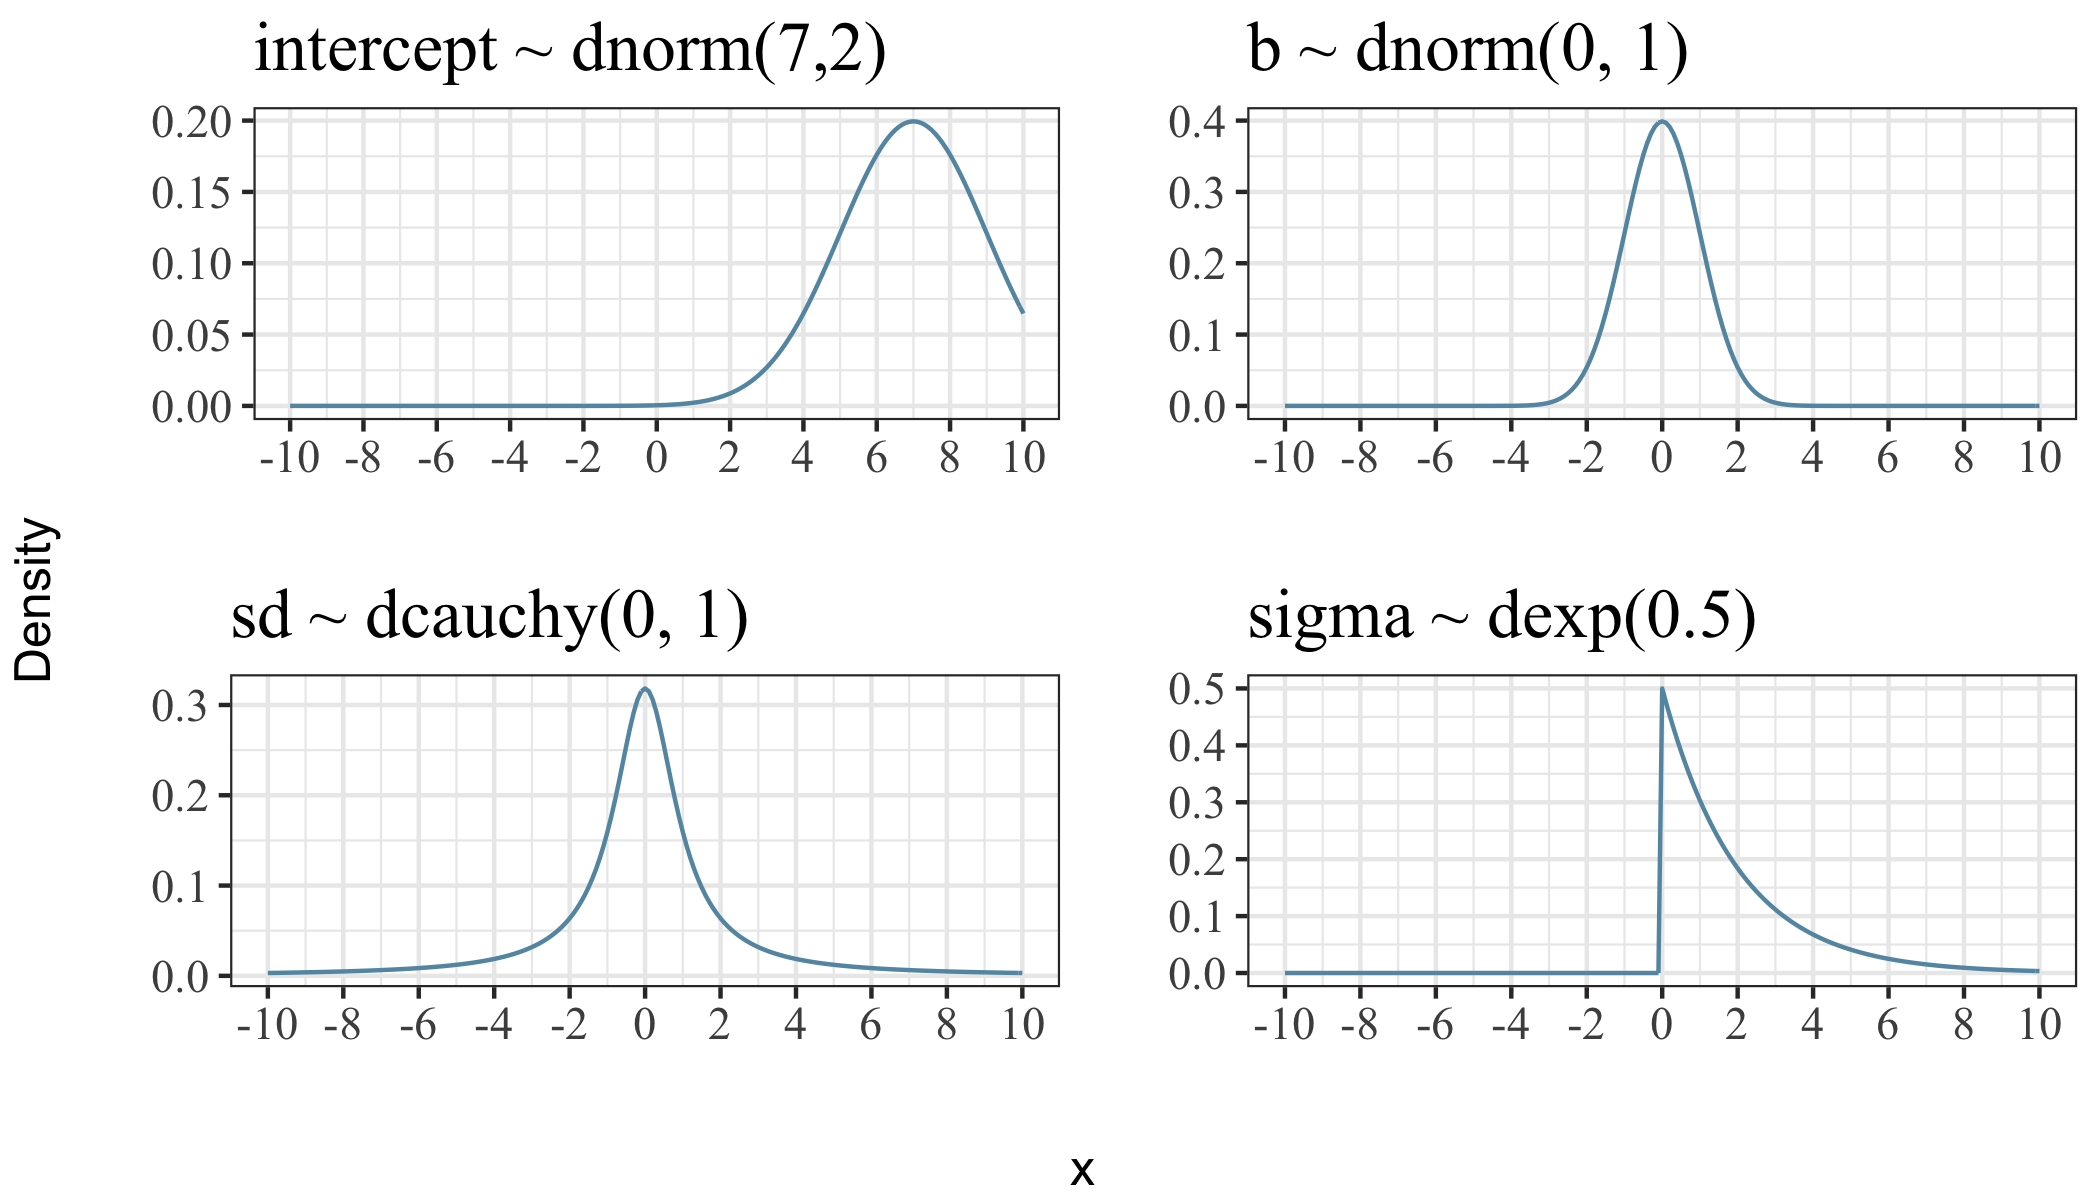 intercept ~ dnorm(7,2)
0.20
0.15
0.10
0.05
0.00
-10 -8 -6 -4 -2 0 2 4 6 8 10
b ~ dnorm(0, 1)
0.4
0.3
0.2
0.1
0.0
-10 -8 -6 -4 -2 0 2 4 6 8 10
Density
sd ~ dcauchy(0, 1)
0.3
0.2
0.1
0.0
-10 -8 -6 -4 -2 0 2 4 6 8 10
sigma ~ dexp(0.5)
0.5
0.4
0.3
0.2
0.1
0.0
-10 -8 -6 -4 -2 0 2 4 6 8 10
x